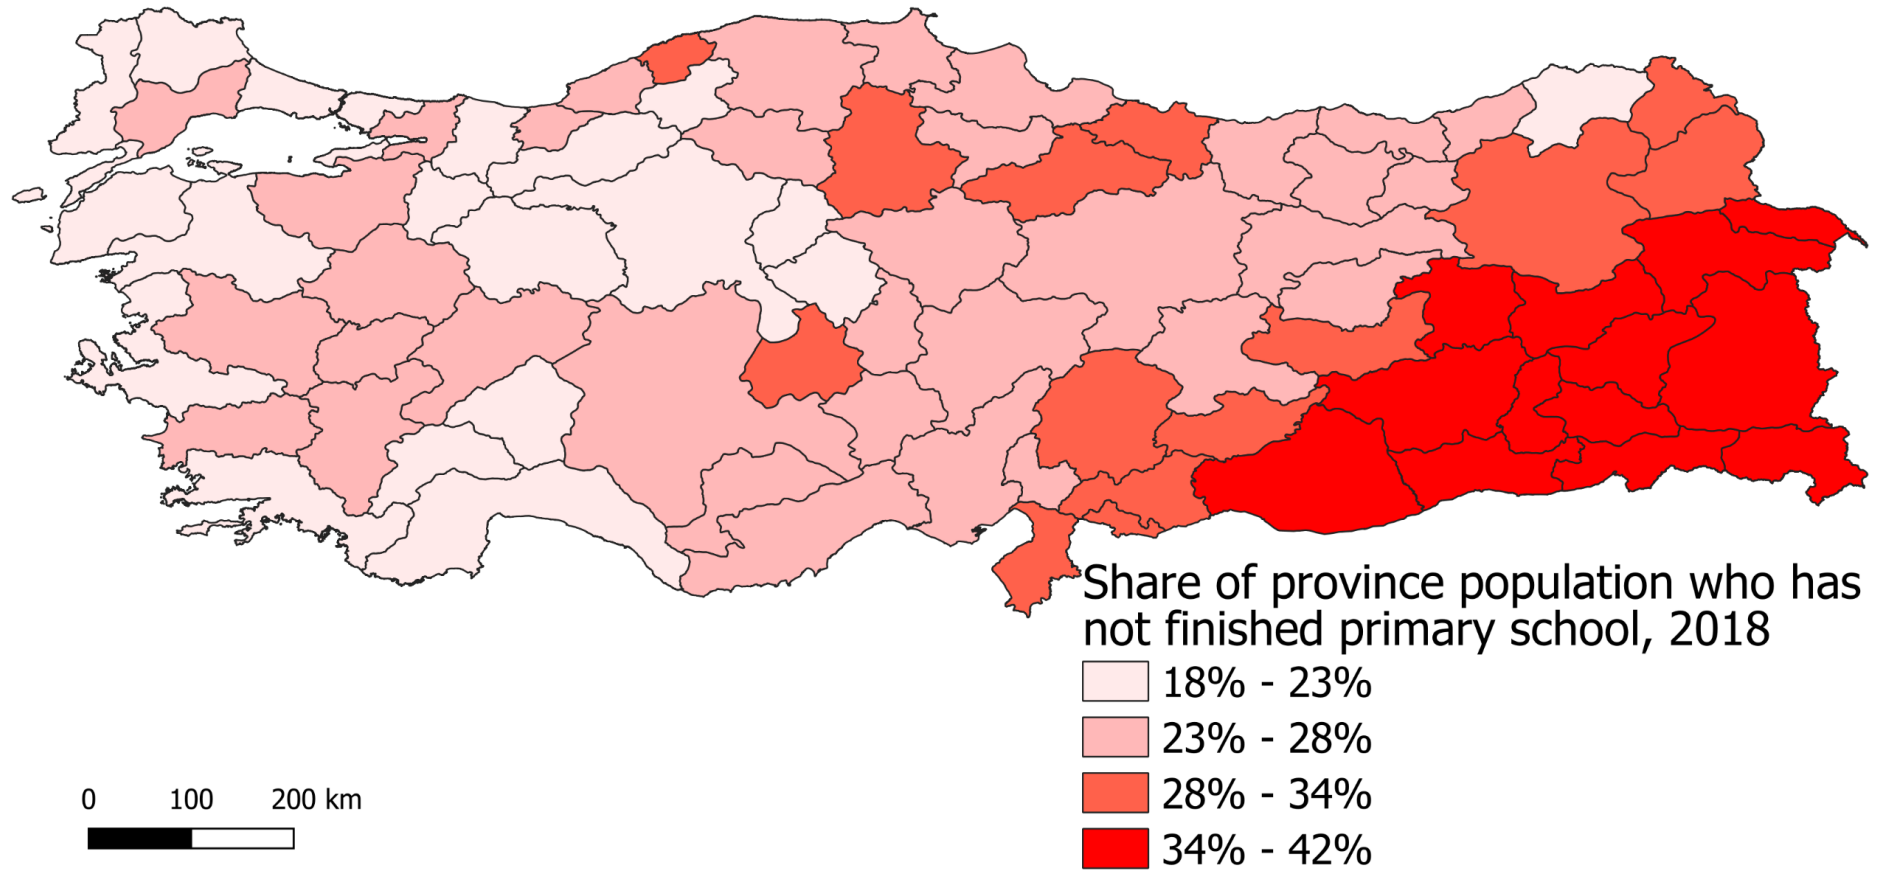 Share of province population who has
not finished primary school, 2018
18% - 23%
23% - 28%
28% - 34%
34% - 42%
0 100 200 km